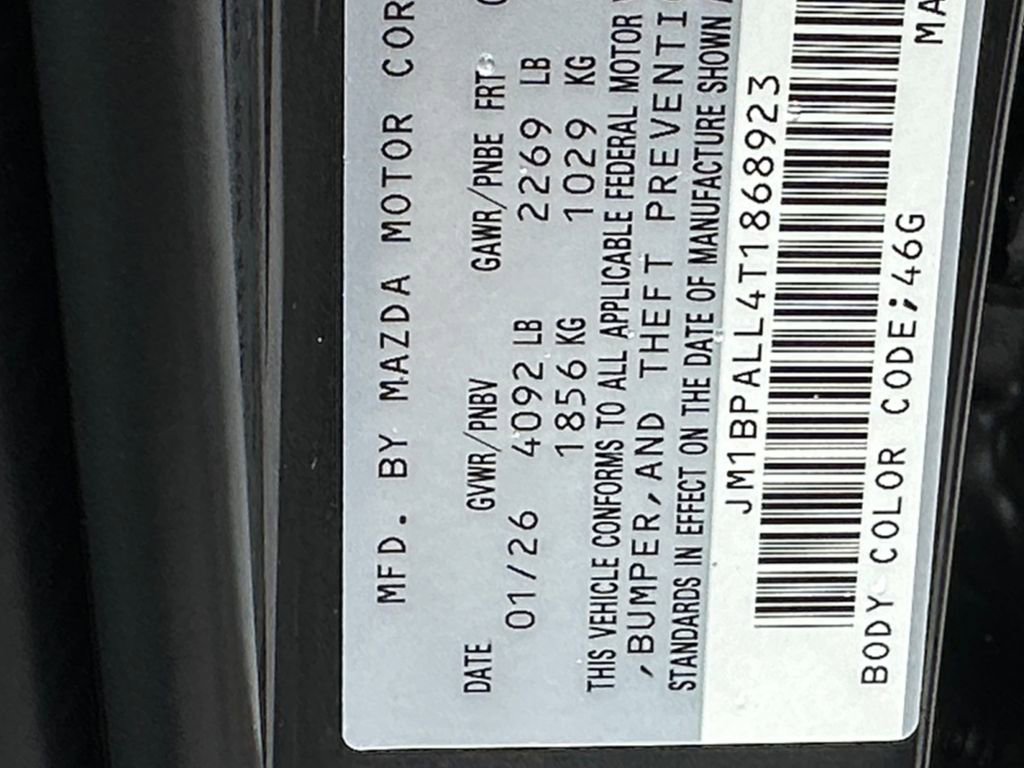 MFD. BY MAZDA MOTOR COR
DATE GVWR/PNBV GAWR/PNBE FRT
01/26 4092 LB 2269 LB
1856 KG 1029 KG
THIS VEHICLE CONFORMS TO ALL APPLICABLE FEDERAL MOTOR
,BUMPER,AND THEFT PREVENTI
STANDARDS IN EFFECT ON THE DATE OF MANUFACTURE SHOWN
JM1BPALL4T1868923
BODY COLOR CODE;46G MA